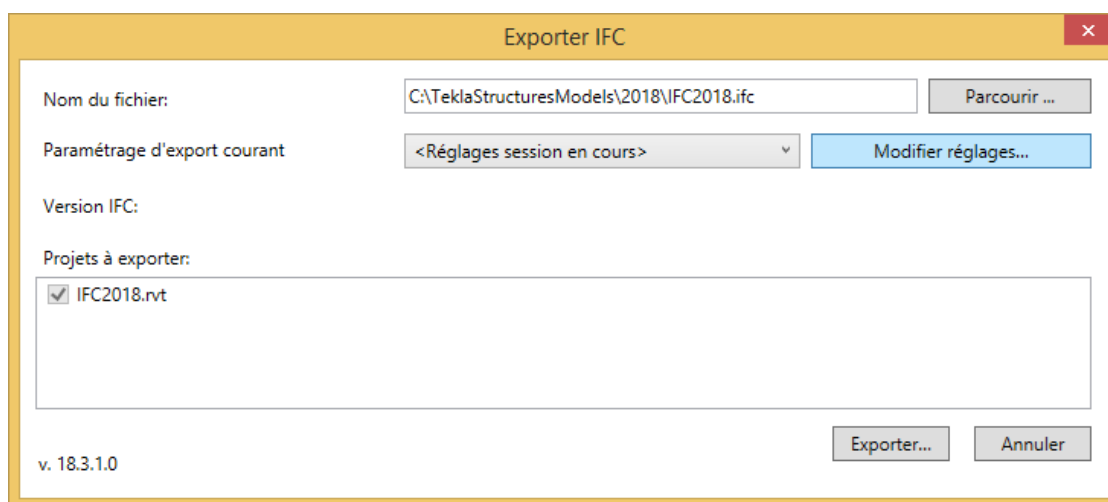 Exporter IFC
Nom du fichier: C:\TeklaStructuresModels\2018\IFC2018.ifc Parcourir ...
Paramétrage d'export courant <Réglages session en cours> Modifier réglages...
Version IFC:
Projets à exporter:
IFC2018.rvt
Exporter... Annuler
v. 18.3.1.0